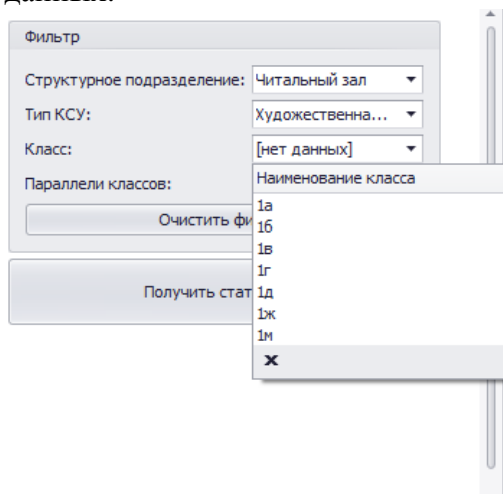 Фильтр
Структурное подразделение: Читальный зал
Тип КСУ: Художественна...
Класс: [нет данных]
Параллели классов:
Наименование класса
1а
Очистить фи
1б
1в
1г
Получить стат
1д
1ж
1м
x